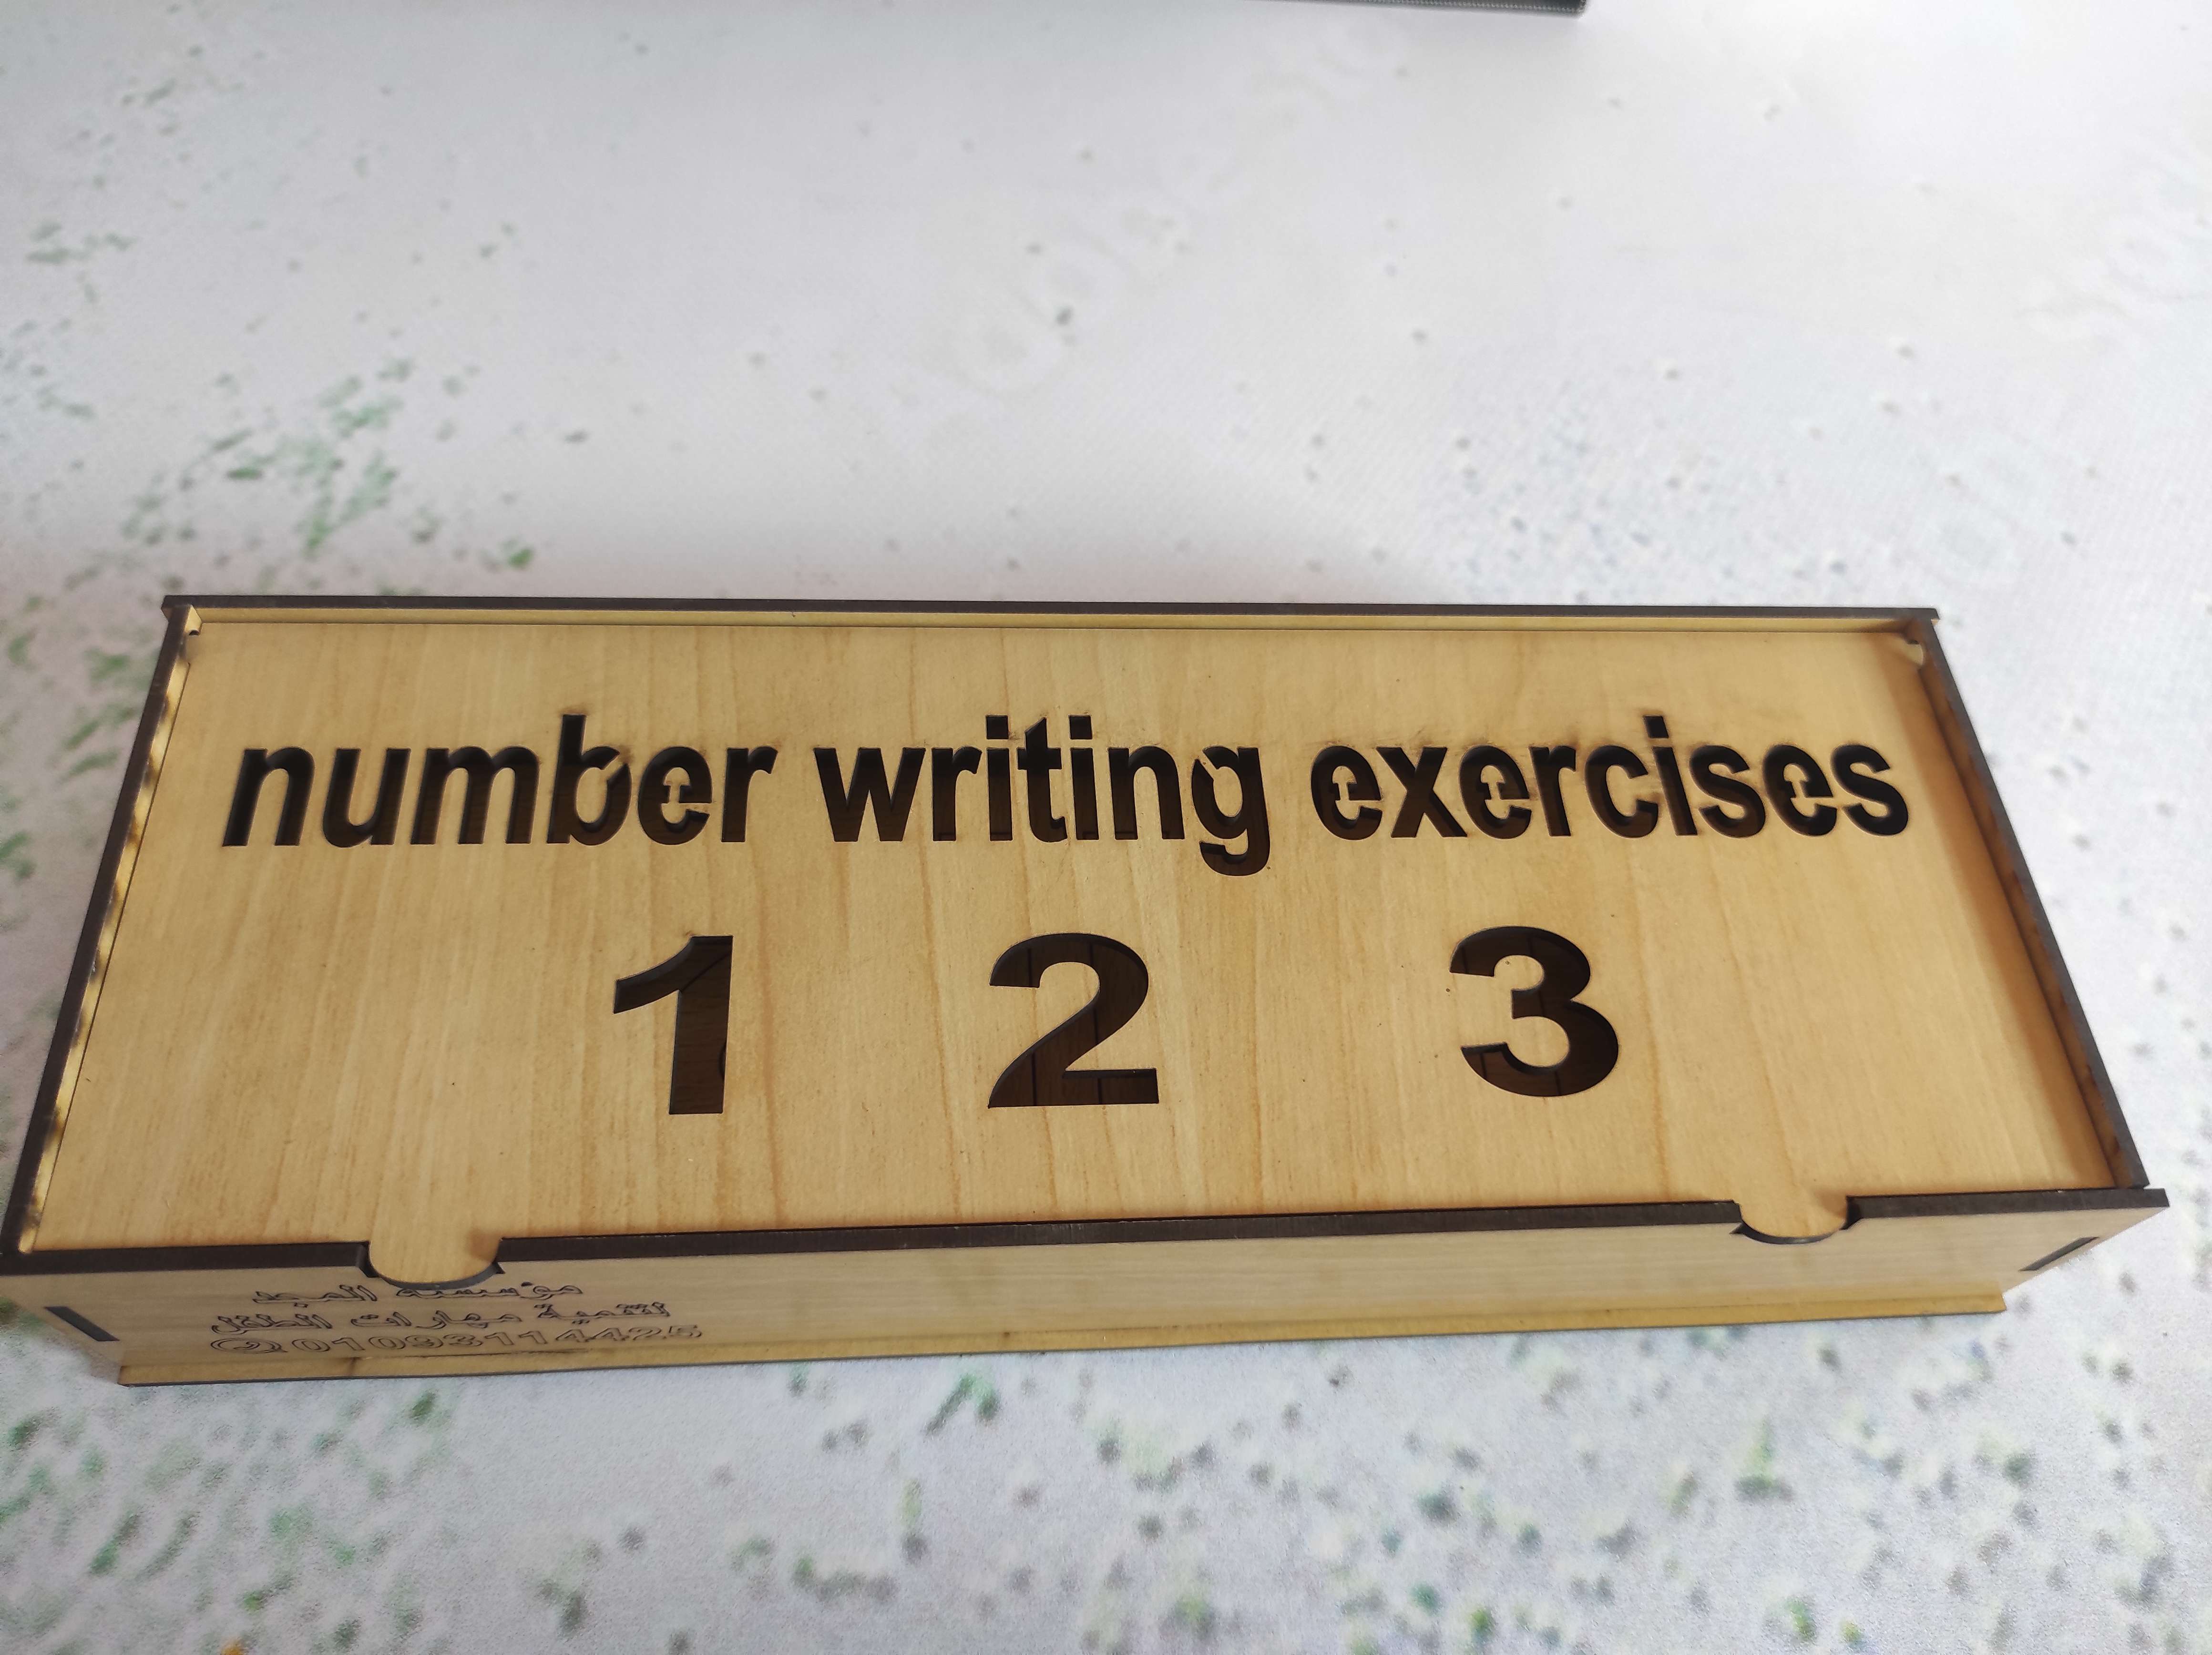 number writing exercises
1 2 3
مؤسسة المجد
لتنمية مهارات الطفل
01093114425